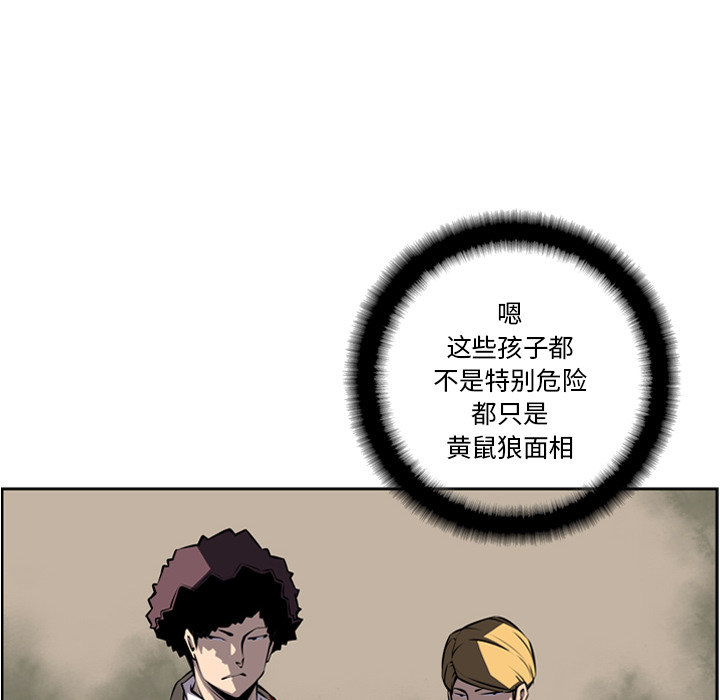 嗯
这些孩子都
不是特别危险
都只是
黄鼠狼面相